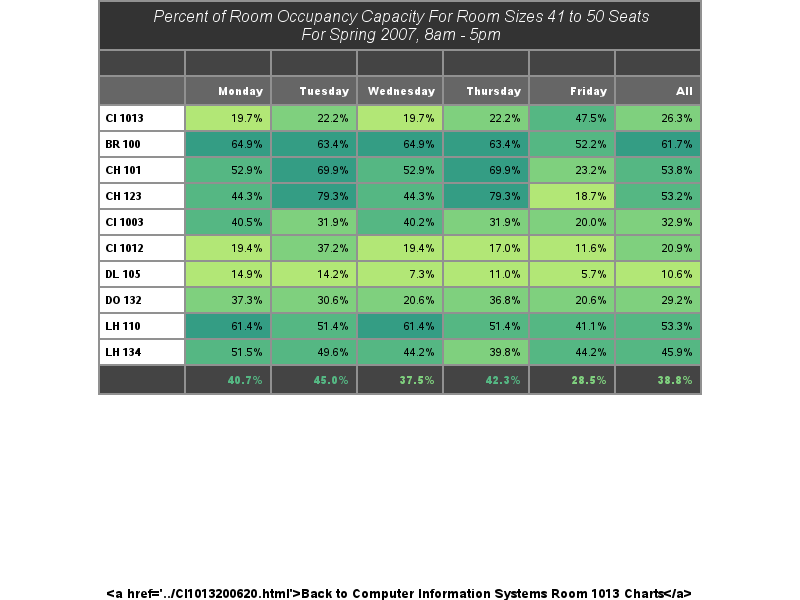 Percent of Room Occupancy Capacity For Room Sizes 41 to 50 Seats
For Spring 2007, 8am - 5pm
Monday Tuesday Wednesday Thursday Friday All
CI 1013 19.7% 22.2% 19.7% 22.2% 47.5% 26.3%
BR 100 64.9% 63.4% 64.9% 63.4% 52.2% 61.7%
CH 101 52.9% 69.9% 52.9% 69.9% 23.2% 53.8%
CH 123 44.3% 79.3% 44.3% 79.3% 18.7% 53.2%
CI 1003 40.5% 31.9% 40.2% 31.9% 20.0% 32.9%
CI 1012 19.4% 37.2% 19.4% 17.0% 11.6% 20.9%
DL 105 14.9% 14.2% 7.3% 11.0% 5.7% 10.6%
DO 132 37.3% 30.6% 20.6% 36.8% 20.6% 29.2%
LH 110 61.4% 51.4% 61.4% 51.4% 41.1% 53.3%
LH 134 51.5% 49.6% 44.2% 39.8% 44.2% 45.9%
40.7% 45.0% 37.5% 42.3% 28.5% 38.8%
<a href='../CI1013200620.html'>Back to Computer Information Systems Room 1013 Charts</a>